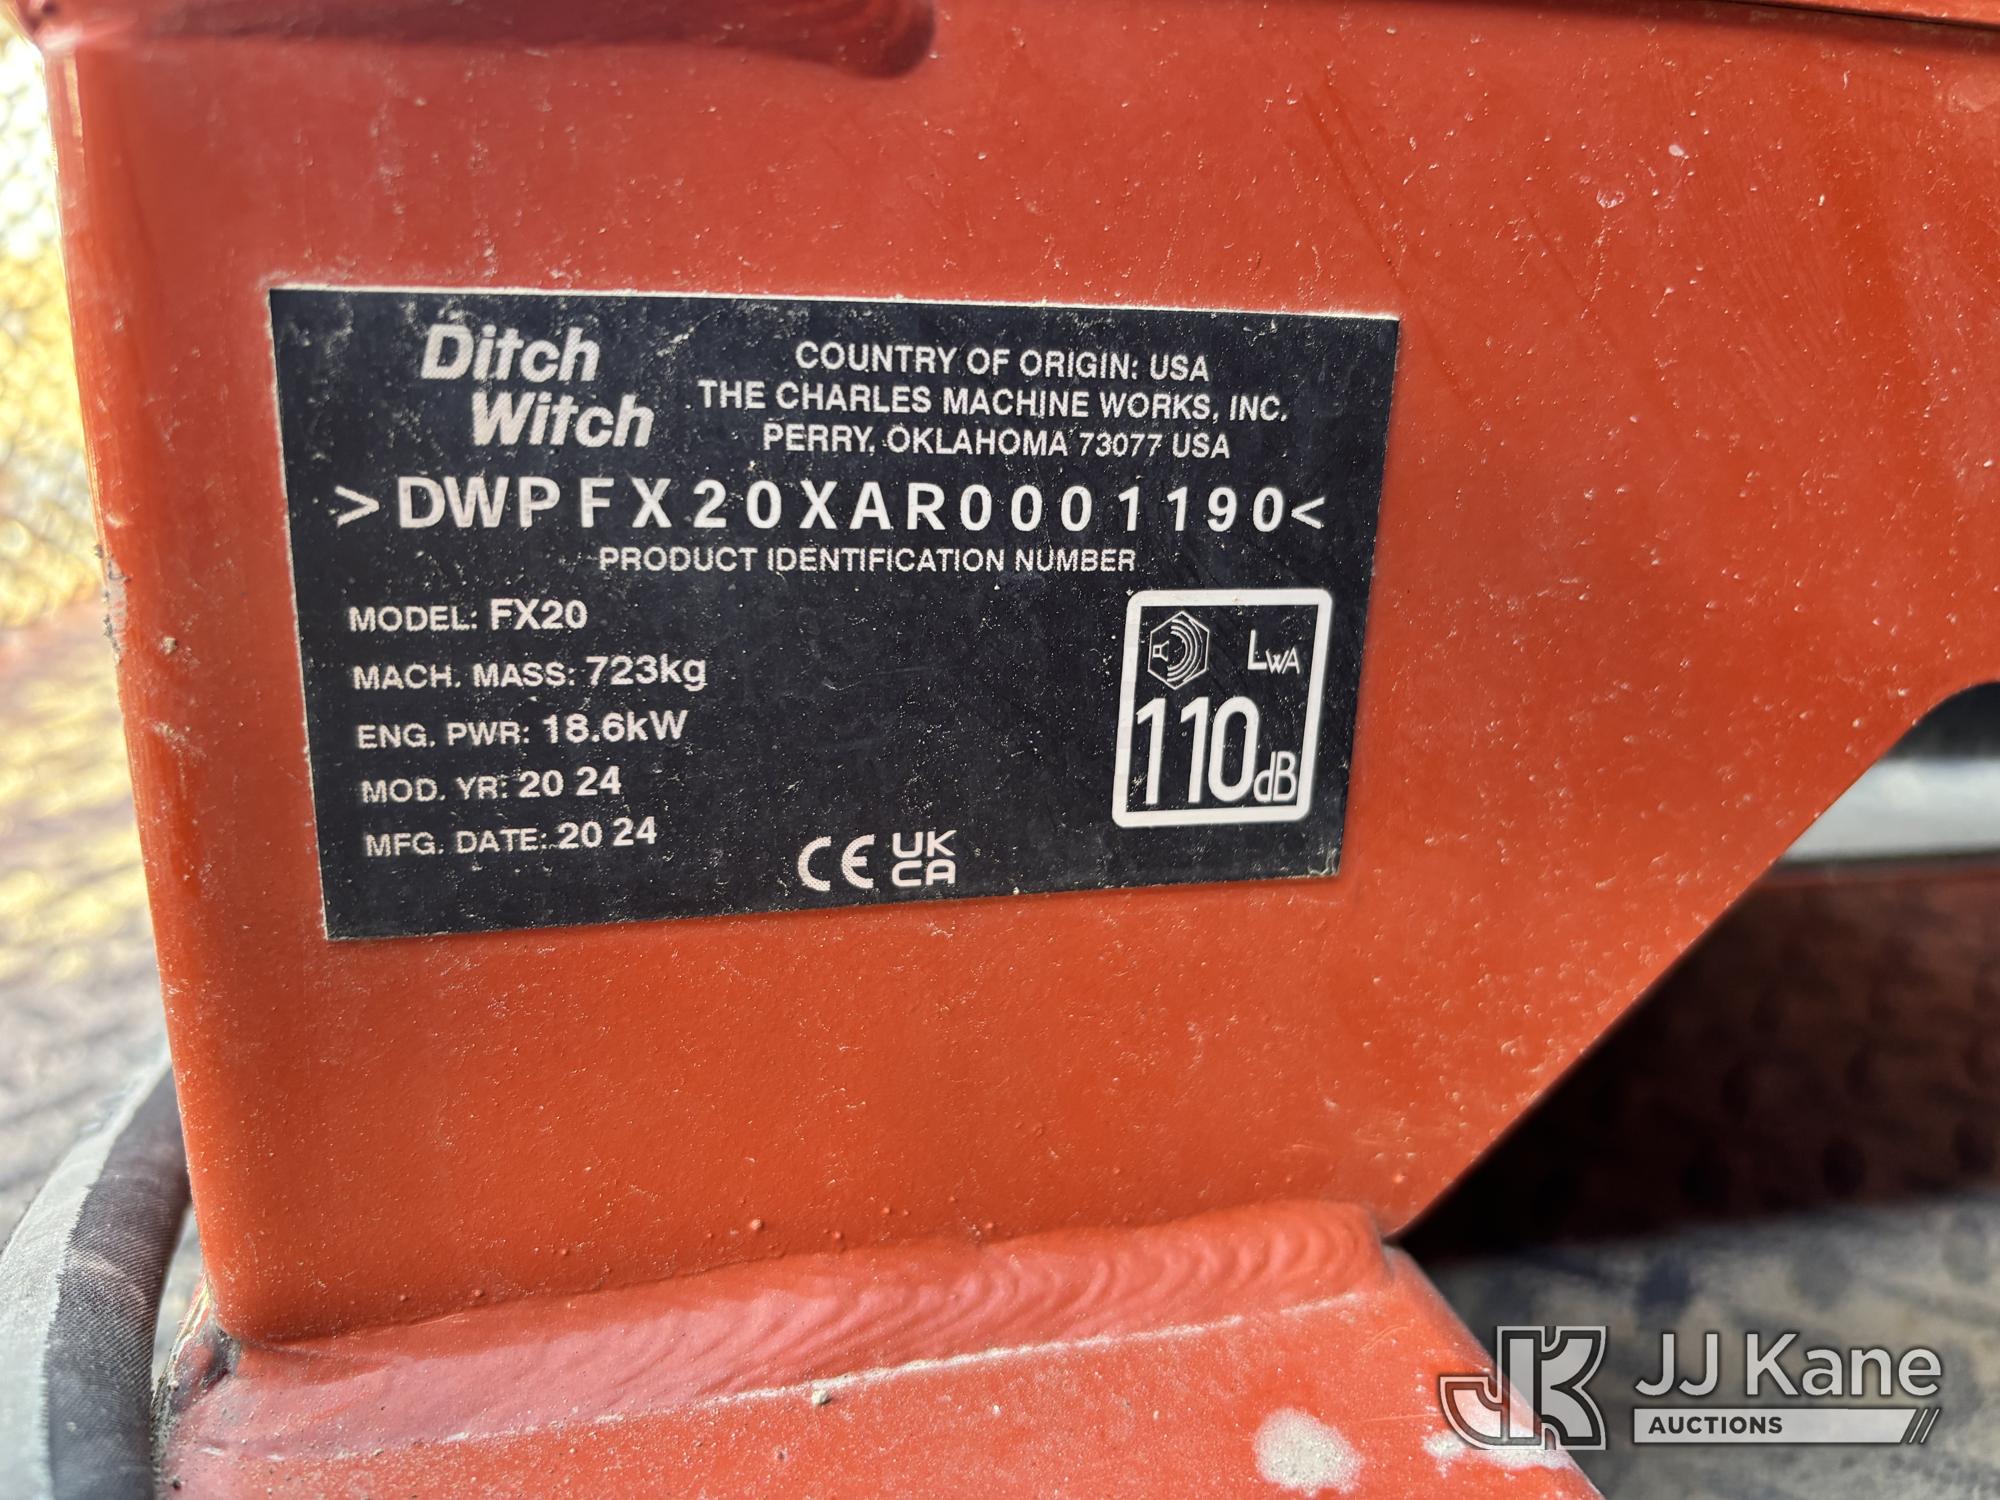 Ditch
Witch
COUNTRY OF ORIGIN: USA
THE CHARLES MACHINE WORKS, INC.
PERRY, OKLAHOMA 73077 USA
>DWPFX20XAR0001190<
PRODUCT IDENTIFICATION NUMBER
MODEL: FX20
MACH. MASS: 723kg
ENG. PWR: 18.6kW
MOD. YR: 20 24
MFG. DATE: 20 24
LWA
110dB
CE UK
CA
JK JJ Kane
AUCTIONS